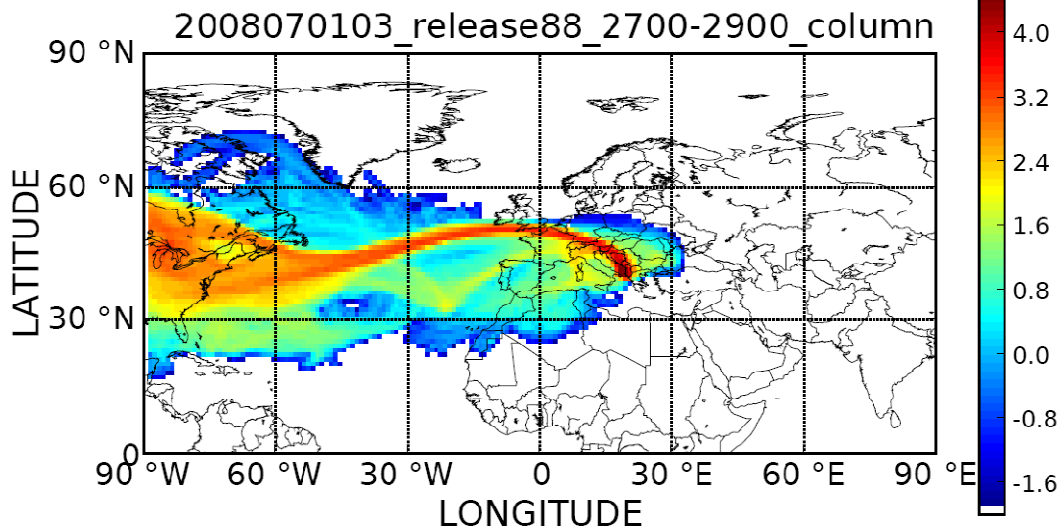 2008070103_release88_2700-2900_column
90 °N
60 °N
30 °N
0
LATITUDE
90 °W
60 °W
30 °W
0
30 °E
60 °E
90 °E
LONGITUDE
4.0
3.2
2.4
1.6
0.8
0.0
-0.8
-1.6